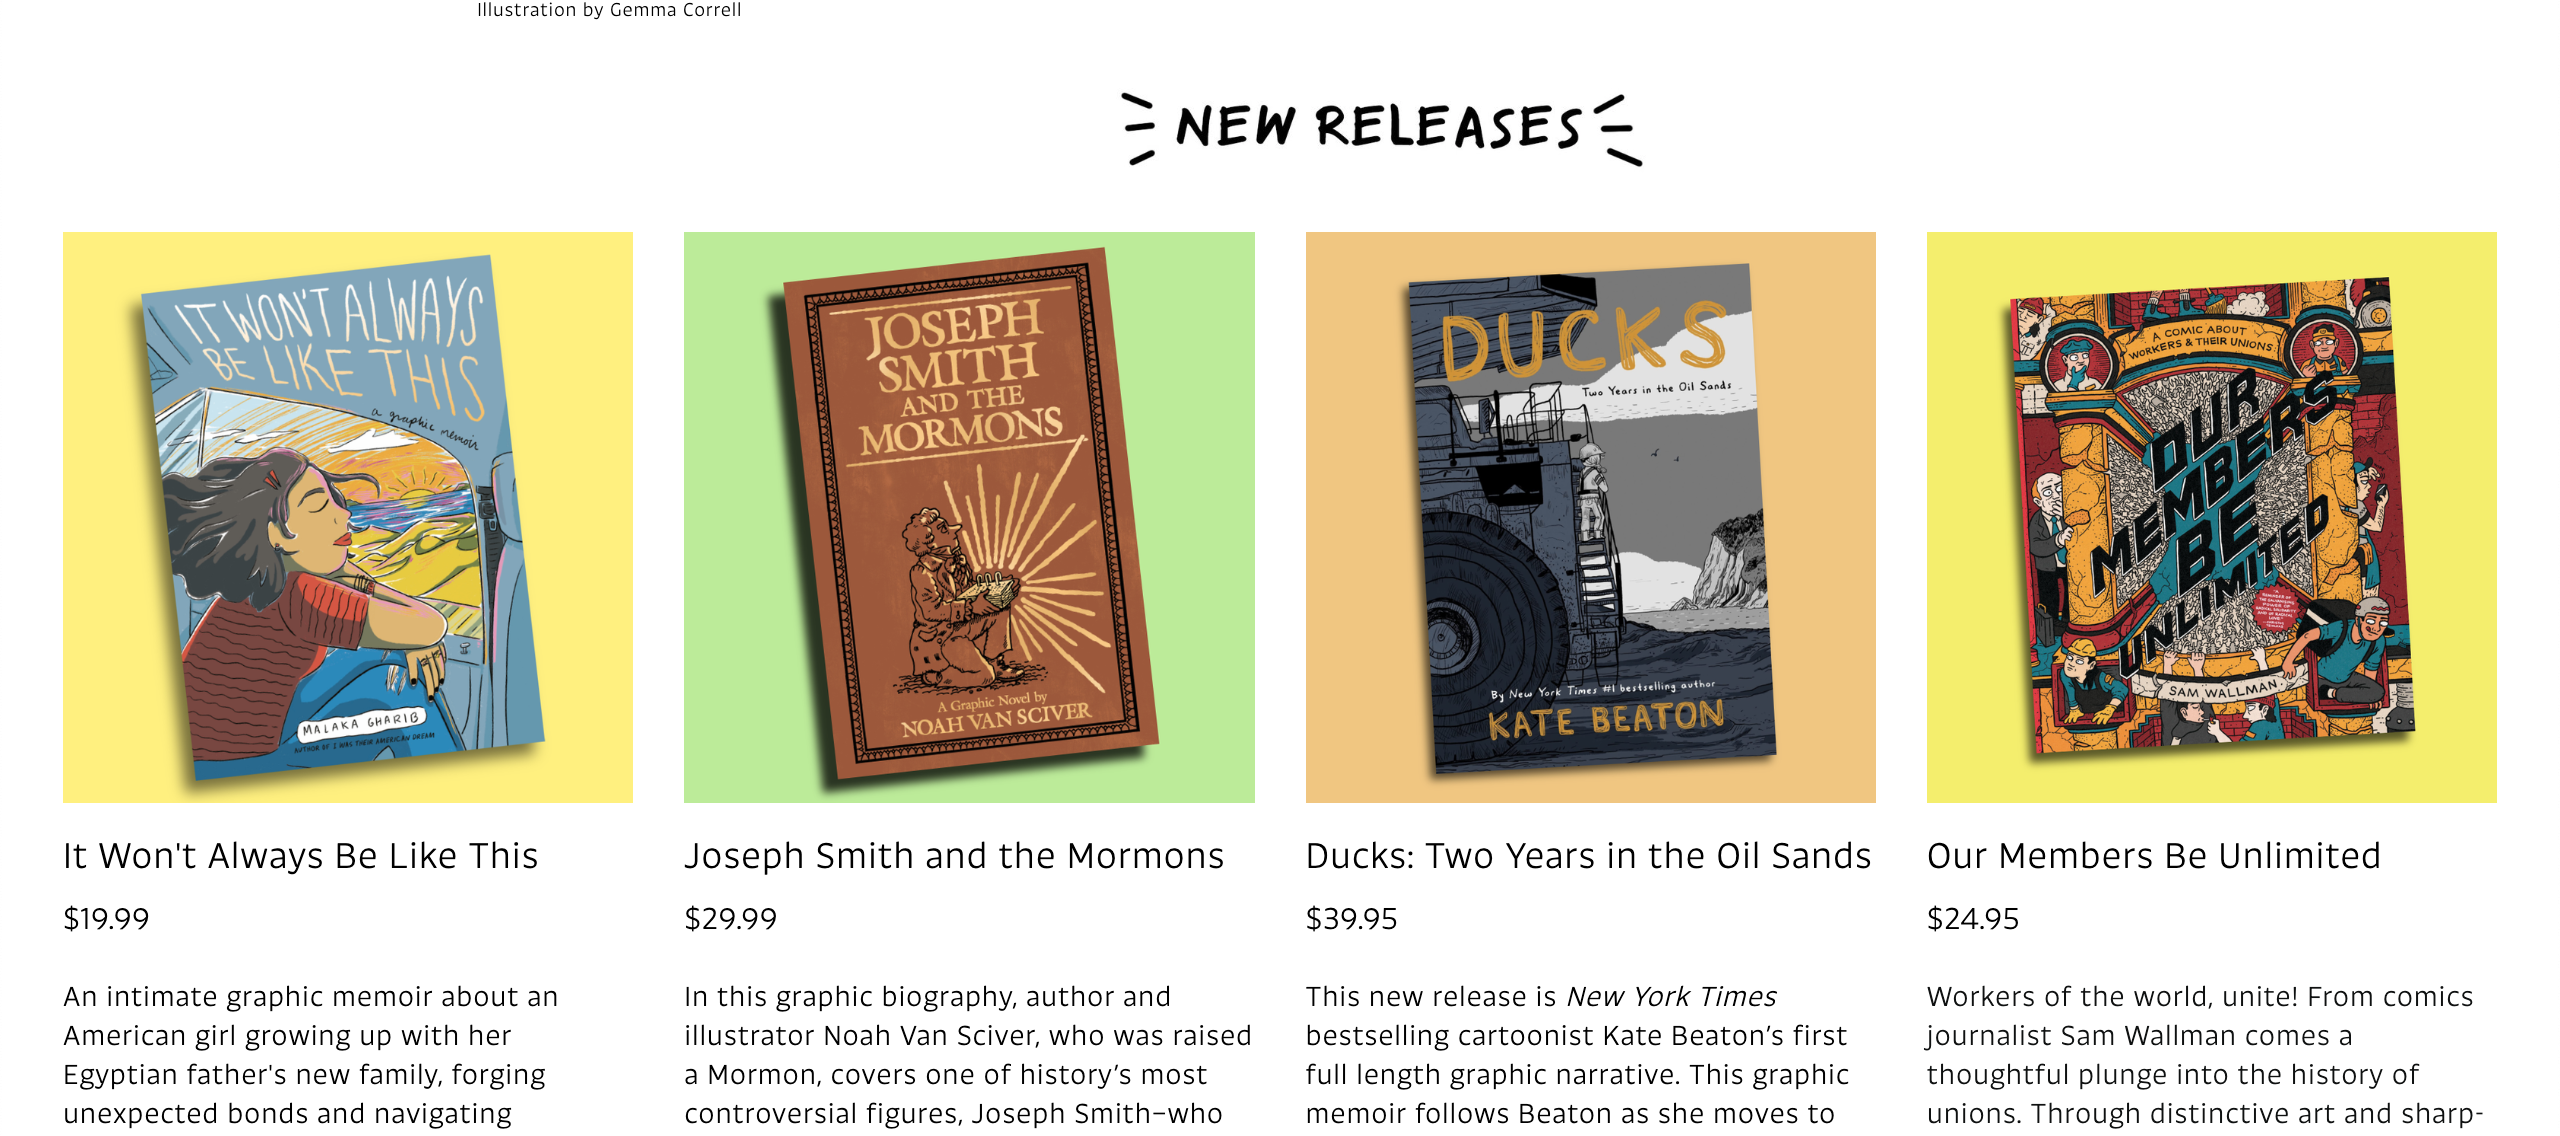 Illustration by Gemma Correll
NEW RELEASES
IT WON'T ALWAYS
BE LIKE THIS
a graphic memoir
MALAKA GHARIB
AUTHOR OF I WAS THEIR AMERICAN DREAM
JOSEPH
SMITH
AND THE
MORMONS
A Graphic Novel by
NOAH VAN SCIVER
DUCKS
Two Years in the Oil Sands
By New York Times #1 bestselling author
KATE BEATON
A COMIC ABOUT
WORKERS & THEIR UNIONS
OUR
MEMBERS
BE
UNLIMITED
SAM WALLMAN
It Won't Always Be Like This
$19.99
An intimate graphic memoir about an
American girl growing up with her
Egyptian father's new family, forging
unexpected bonds and navigating
Joseph Smith and the Mormons
$29.99
In this graphic biography, author and
illustrator Noah Van Sciver, who was raised
a Mormon, covers one of history’s most
controversial figures, Joseph Smith–who
Ducks: Two Years in the Oil Sands
$39.95
This new release is New York Times
bestselling cartoonist Kate Beaton’s first
full length graphic narrative. This graphic
memoir follows Beaton as she moves to
Our Members Be Unlimited
$24.95
Workers of the world, unite! From comics
journalist Sam Wallman comes a
thoughtful plunge into the history of
unions. Through distinctive art and sharp-